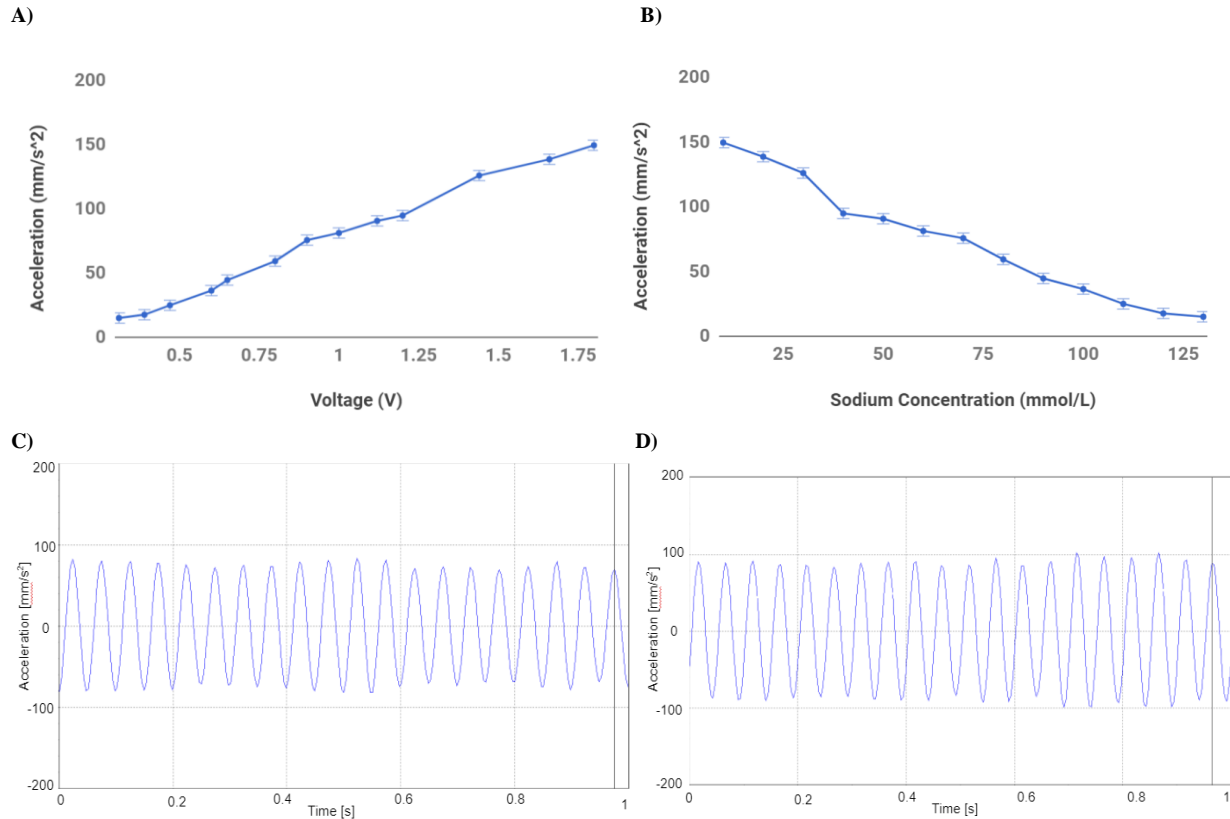 A)
200
150
100
50
0
Acceleration (mm/s^2)
0.5 0.75 1 1.25 1.5 1.75
Voltage (V)
B)
200
150
100
50
0
Acceleration (mm/s^2)
25 50 75 100 125
Sodium Concentration (mmol/L)
C)
200
100
0
-100
-200
Acceleration [mm/s²]
0 0.2 0.4 0.6 0.8 1
Time [s]
D)
200
100
0
-100
-200
Acceleration [mm/s²]
0 0.2 0.4 0.6 0.8 1
Time [s]